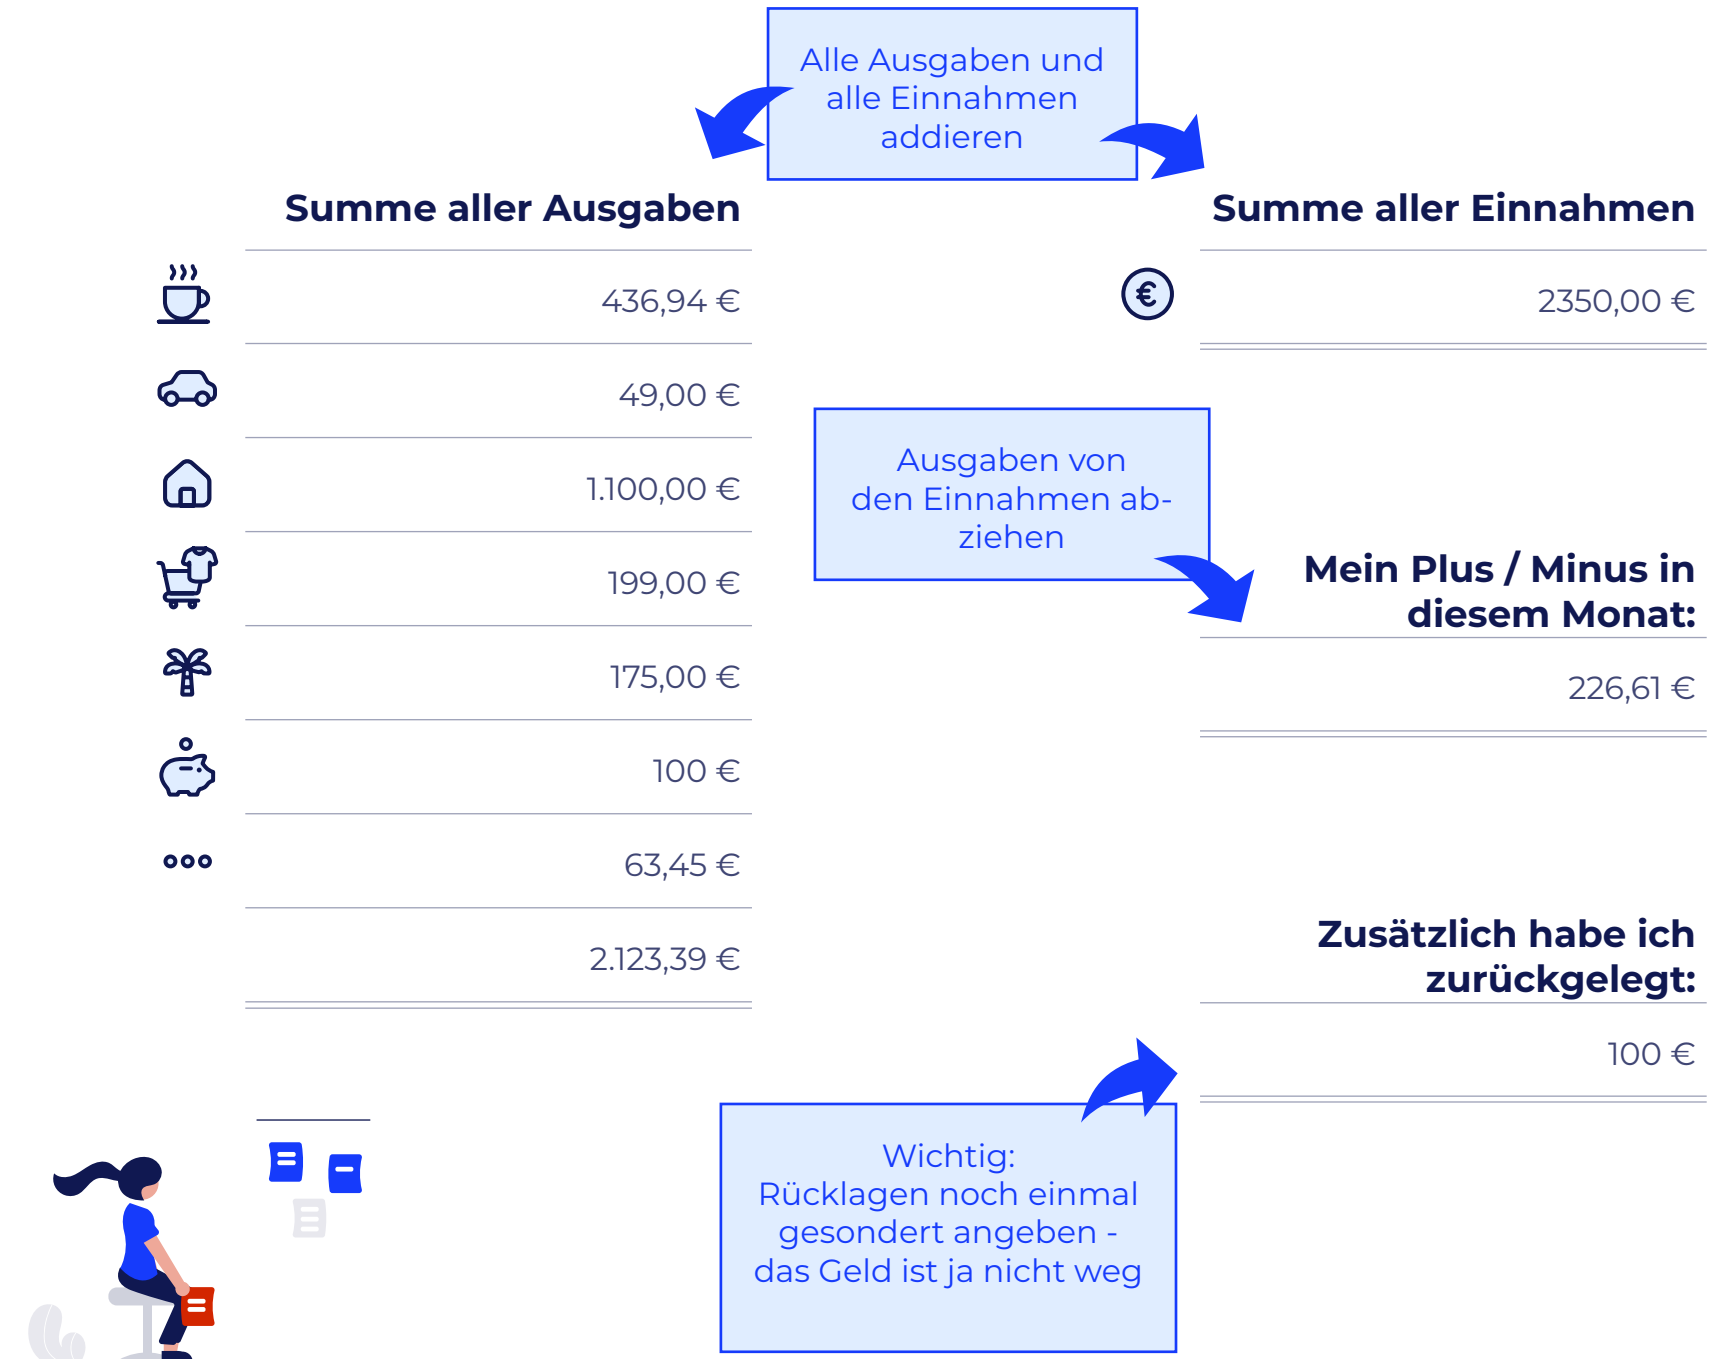 Alle Ausgaben und
alle Einnahmen
addieren
Summe aller Ausgaben
436,94 €
49,00 €
1.100,00 €
199,00 €
175,00 €
100 €
63,45 €
2.123,39 €
Summe aller Einnahmen
€
2350,00 €
Ausgaben von
den Einnahmen ab-
ziehen
Mein Plus / Minus in
diesem Monat:
226,61 €
Zusätzlich habe ich
zurückgelegt:
100 €
Wichtig:
Rücklagen noch einmal
gesondert angeben -
das Geld ist ja nicht weg